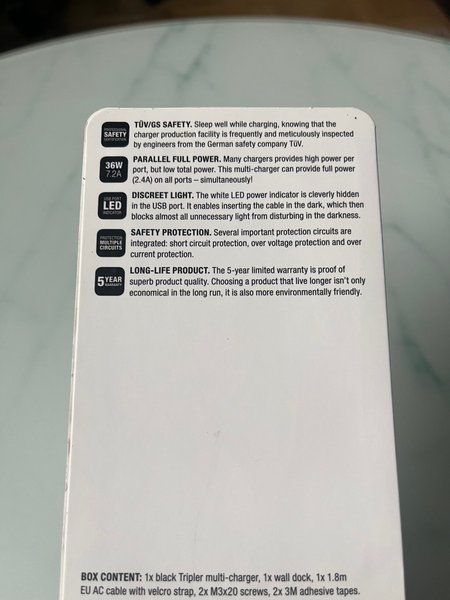 PROFESSIONAL
SAFETY
CERTIFICATION
TÜV/GS SAFETY. Sleep well while charging, knowing that the
charger production facility is frequently and meticulously inspected
by engineers from the German safety company TüV.
36W
7.2A
PARALLEL FULL POWER. Many chargers provides high power per
port, but low total power. This multi-charger can provide full power
(2.4A) on all ports – simultaneously!
USB PORT
LED
INDICATOR
DISCREET LIGHT. The white LED power indicator is cleverly hidden
in the USB port. It enables inserting the cable in the dark, which then
blocks almost all unnecessary light from disturbing in the darkness.
PROTECTION
MULTIPLE
CIRCUITS
SAFETY PROTECTION. Several important protection circuits are
integrated: short circuit protection, over voltage protection and over
current protection.
5 YEAR
WARRANTY
LONG-LIFE PRODUCT. The 5-year limited warranty is proof of
superb product quality. Choosing a product that live longer isn't only
economical in the long run, it is also more environmentally friendly.
BOX CONTENT: 1x black Tripler multi-charger, 1x wall dock, 1x 1.8m
EU AC cable with velcro strap, 2x M3x20 screws, 2x 3M adhesive tapes.